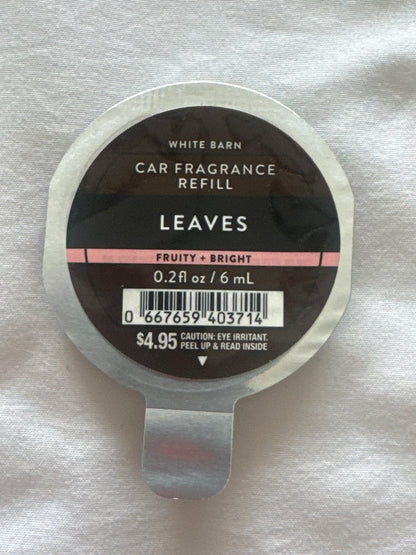 WHITE BARN
CAR FRAGRANCE
REFILL
LEAVES
FRUITY + BRIGHT
0.2fl oz / 6 mL
0 667659 403714
$4.95 CAUTION: EYE IRRITANT.
PEEL UP & READ INSIDE